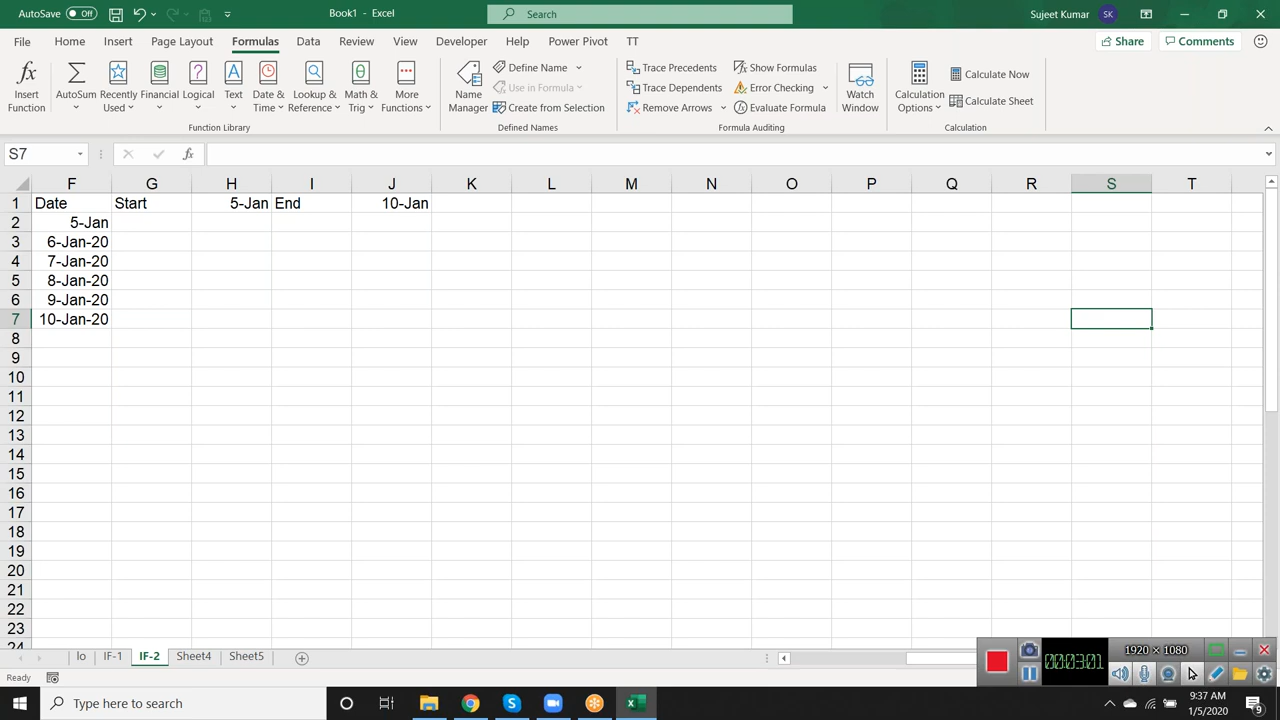 AutoSave Off Book1 - Excel Search Sujeet Kumar SK
File Home Insert Page Layout Formulas Data Review View Developer Help Power Pivot TT Share Comments
Insert Function AutoSum Recently Used Financial Logical Text Date & Time Lookup & Reference Math & Trig More Functions
Function Library
Name Manager Define Name Use in Formula Create from Selection
Defined Names
Trace Precedents Trace Dependents Remove Arrows Show Formulas Error Checking Evaluate Formula Watch Window
Formula Auditing
Calculation Options Calculate Now Calculate Sheet
Calculation
S7 fx
F G H I J K L M N O P Q R S T
1 Date Start 5-Jan End 10-Jan
2 5-Jan
3 6-Jan-20
4 7-Jan-20
5 8-Jan-20
6 9-Jan-20
7 10-Jan-20
8
9
10
11
12
13
14
15
16
17
18
19
20
21
22
23
24
lo IF-1 IF-2 Sheet4 Sheet5
00:03:01 1920 × 1080
Ready
Type here to search
9:37 AM
1/5/2020
9